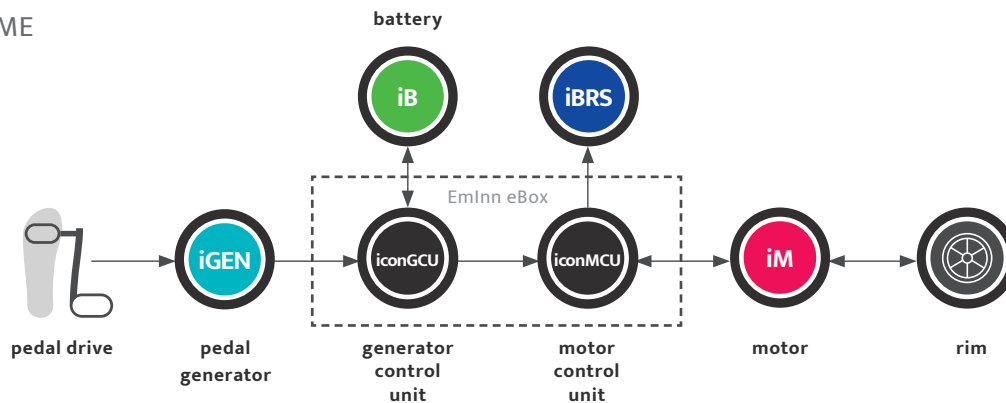 ME
battery
iB
iBRS
EmInn eBox
iGEN
iconGCU
iconMCU
iM
pedal drive
pedal
generator
generator
control
unit
motor
control
unit
motor
rim